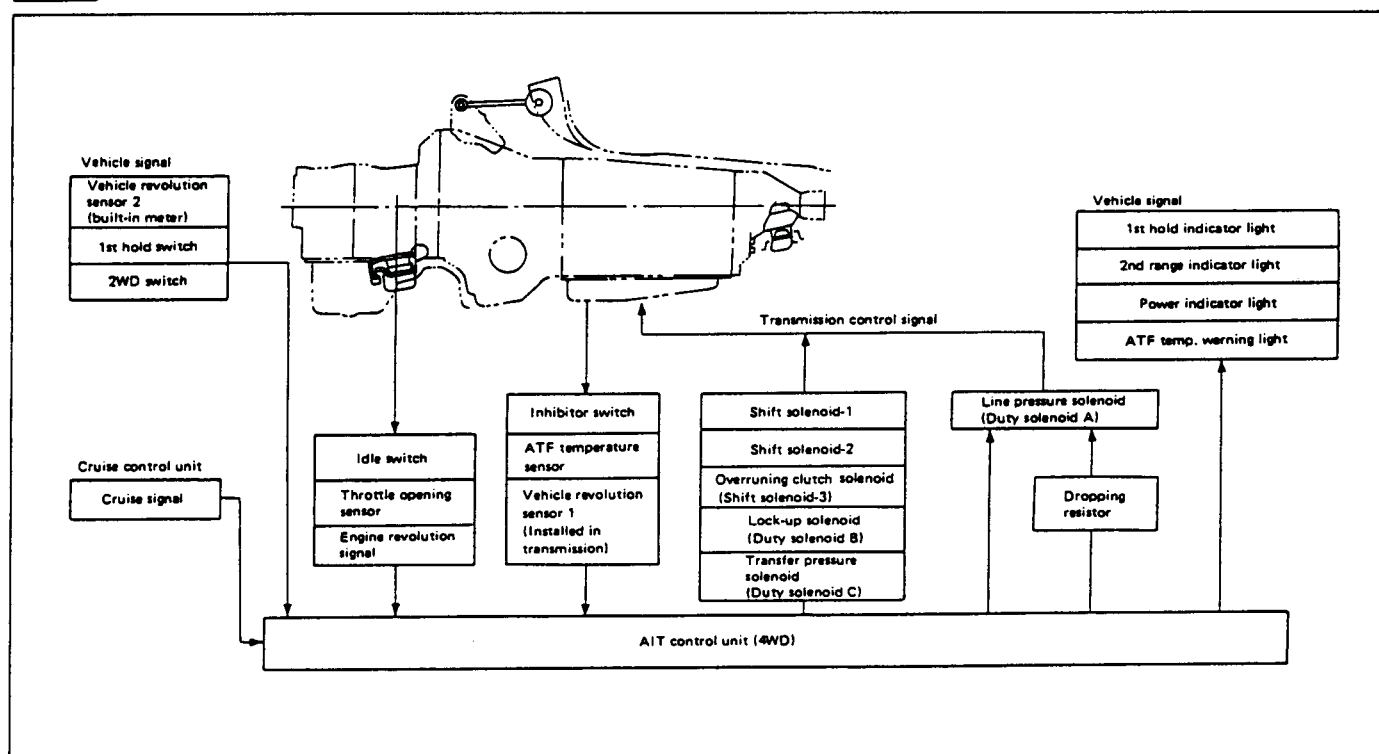 Vehicle signal
Vehicle revolution
sensor 2
(built-in meter)
1st hold switch
2WD switch
Cruise control unit
Cruise signal
Idle switch
Throttle opening
sensor
Engine revolution
signal
Inhibitor switch
ATF temperature
sensor
Vehicle revolution
sensor 1
(Installed in
transmission)
Transmission control signal
Shift solenoid-1
Shift solenoid-2
Overruning clutch solenoid
(Shift solenoid-3)
Lock-up solenoid
(Duty solenoid B)
Transfer pressure
solenoid
(Duty solenoid C)
Line pressure solenoid
(Duty solenoid A)
Dropping
resistor
Vehicle signal
1st hold indicator light
2nd range indicator light
Power indicator light
ATF temp. warning light
AIT control unit (4WD)